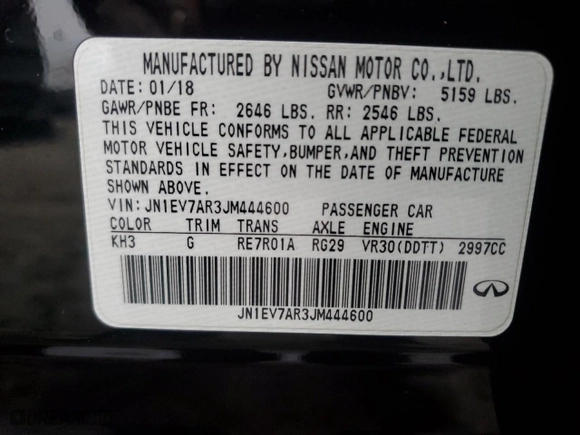 MANUFACTURED BY NISSAN MOTOR CO.,LTD.
DATE: 01/18 GVWR/PNBV: 5159 LBS.
GAWR/PNBE FR: 2646 LBS. RR: 2546 LBS.
THIS VEHICLE CONFORMS TO ALL APPLICABLE FEDERAL
MOTOR VEHICLE SAFETY,BUMPER,AND THEFT PREVENTION
STANDARDS IN EFFECT ON THE DATE OF MANUFACTURE
SHOWN ABOVE.
VIN: JN1EV7AR3JM444600 PASSENGER CAR
COLOR TRIM TRANS AXLE ENGINE
KH3 G RE7R01A RG29 VR30(DDTT) 2997CC
JN1EV7AR3JM444600